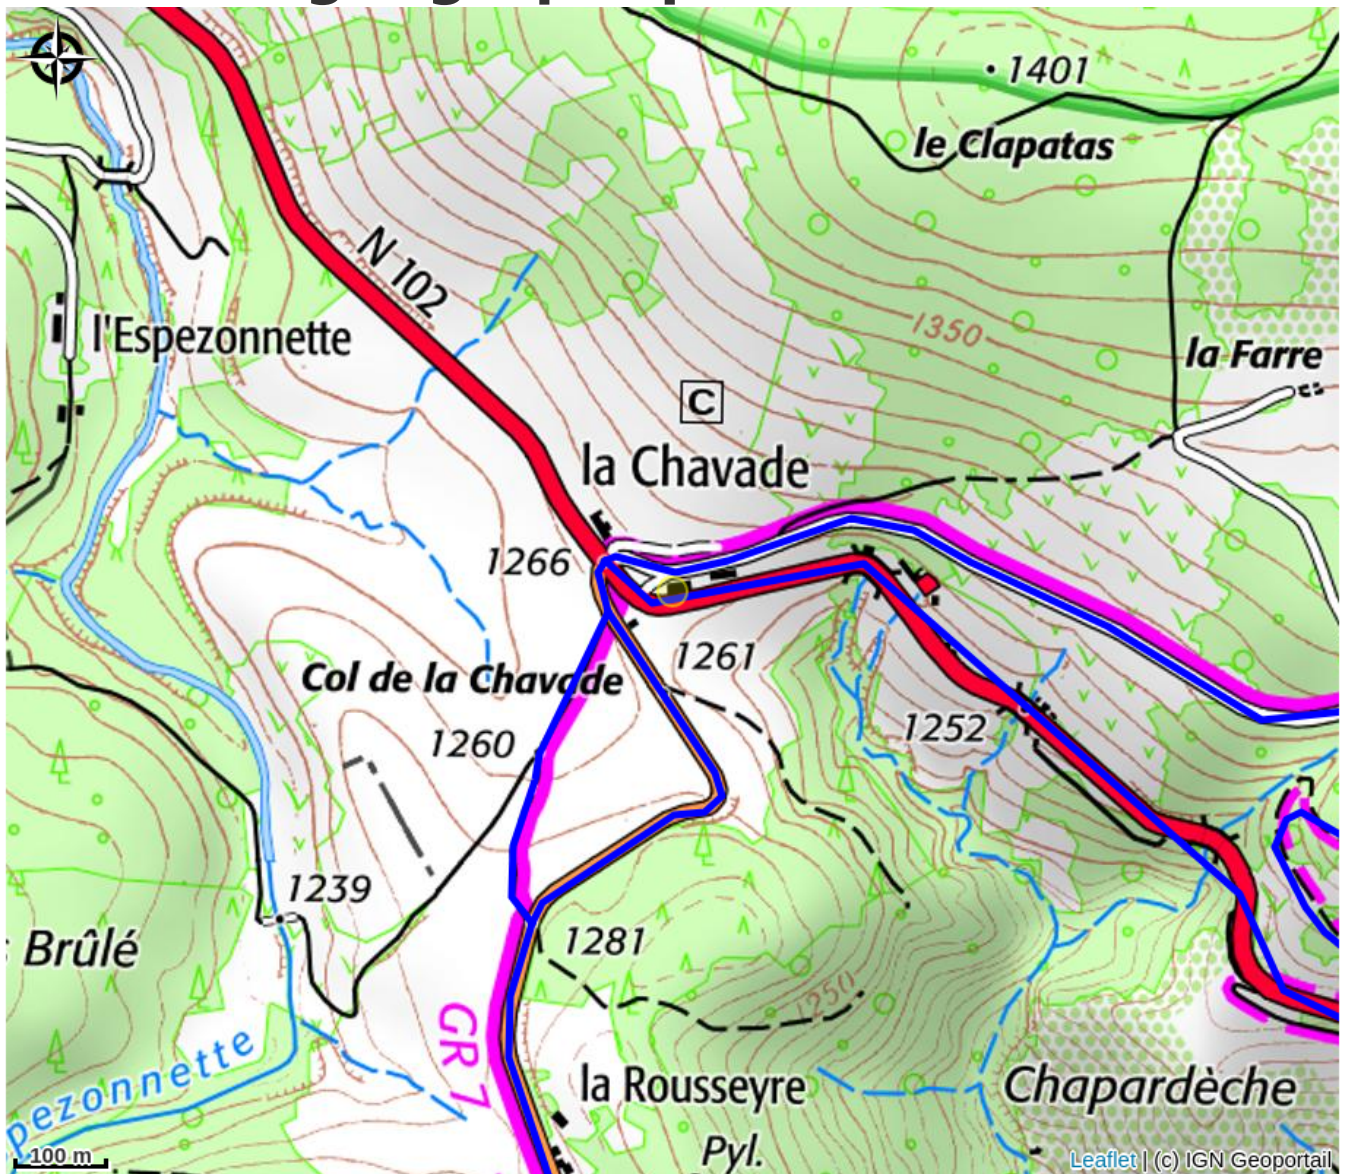 1401
le Clapatas
N 102
l'Espezonnette
1350
la Farre
C
la Chavade
1266
1261
Col de la Chavade
1260
1252
1239
Brûlé
1281
1250
GR 7
pezonnette
la Rousseyre
Chapardèche
Pyl.
100 m
Leaflet | (c) IGN Geoportail